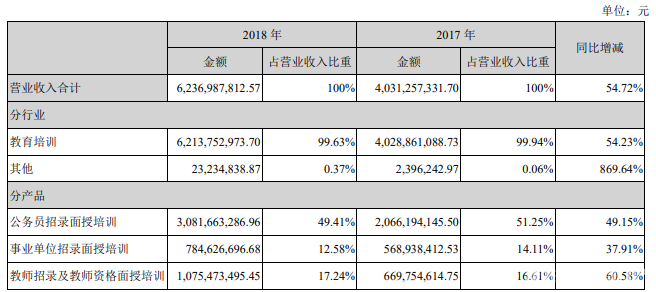 单位：元
2018 年 2017 年 同比增减
金额 占营业收入比重 金额 占营业收入比重
营业收入合计 6,236,987,812.57 100% 4,031,257,331.70 100% 54.72%
分行业
教育培训 6,213,752,973.70 99.63% 4,028,861,088.73 99.94% 54.23%
其他 23,234,838.87 0.37% 2,396,242.97 0.06% 869.64%
分产品
公务员招录面授培训 3,081,663,286.96 49.41% 2,066,194,145.50 51.25% 49.15%
事业单位招录面授培训 784,626,696.68 12.58% 568,938,412.53 14.11% 37.91%
教师招录及教师资格面授培训 1,075,473,495.45 17.24% 669,754,614.75 16.61% 60.58%